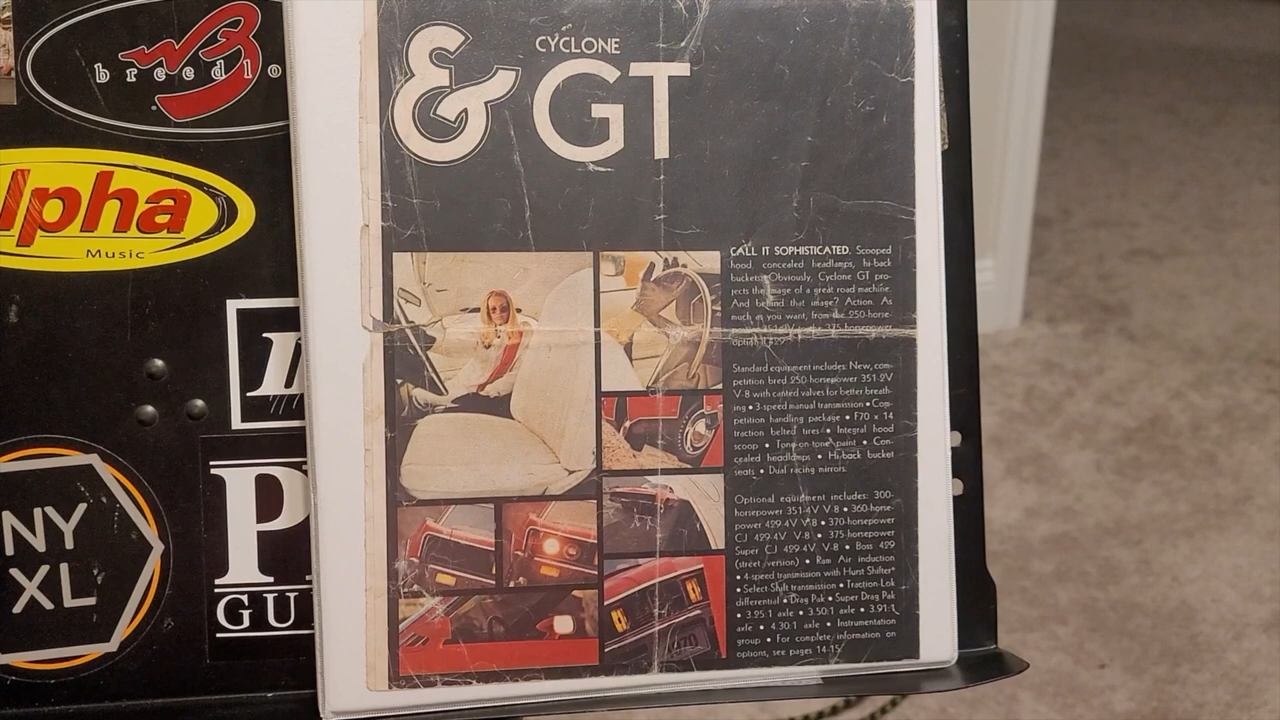 breedlo
lpha
Music
NY
XL
P
GU
&
CYCLONE
GT
CALL IT SOPHISTICATED. Scooped
hood, concealed headlamps, hi-back
buckets. Obviously, Cyclone GT pro-
jects the image of a great road machine.
And behind that image? Action. As
much as you want, from the 250-horse-
power 351-2V to the 375-horsepower
option
Standard equipment includes: New, com-
petition bred 250-horsepower 351-2V
V-8 with canted valves for better breath-
ing • 3-speed manual transmission • Com-
petition handling package • F70 x 14
traction belted tires • Integral hood
scoop • Tone-on-tone paint • Con-
cealed headlamps • Hi-back bucket
seats • Dual racing mirrors.
Optional equipment includes: 300-
horsepower 351-4V V-8 • 360-horse-
power 429-4V V-8 • 370-horsepower
CJ 429-4V V-8 • 375-horsepower
Super CJ 429-4V V-8 • Boss 429
(street version) • Ram Air induction
• 4-speed transmission with Hurst Shifter*
• Select-Shift transmission • Traction-Lok
differential • Drag Pak • Super Drag Pak
• 3.25:1 axle • 3.50:1 axle • 3.91:1
axle • 4.30:1 axle • Instrumentation
group • For complete information on
options, see pages 14-15.